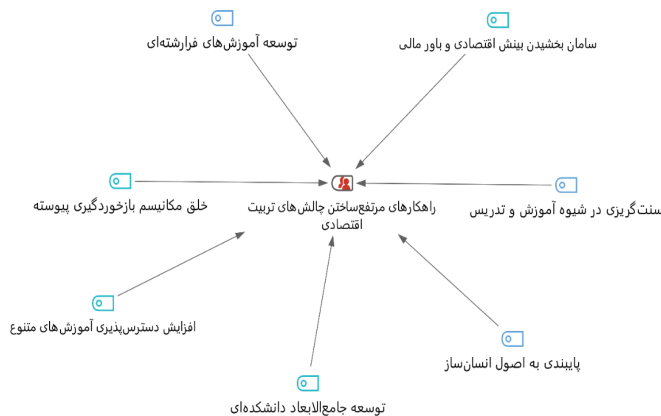 توسعه آموزش‌های فرارشته‌ای
سامان بخشیدن بینش اقتصادی و باور مالی
خلق مکانیسم بازخوردگیری پیوسته
راهکارهای مرتفع‌ساختن چالش‌های تربیت
اقتصادی
سنت‌گریزی در شیوه آموزش و تدریس
افزایش دسترس‌پذیری آموزش‌های متنوع
پایبندی به اصول انسان‌ساز
توسعه جامع‌الابعاد دانشکده‌ای